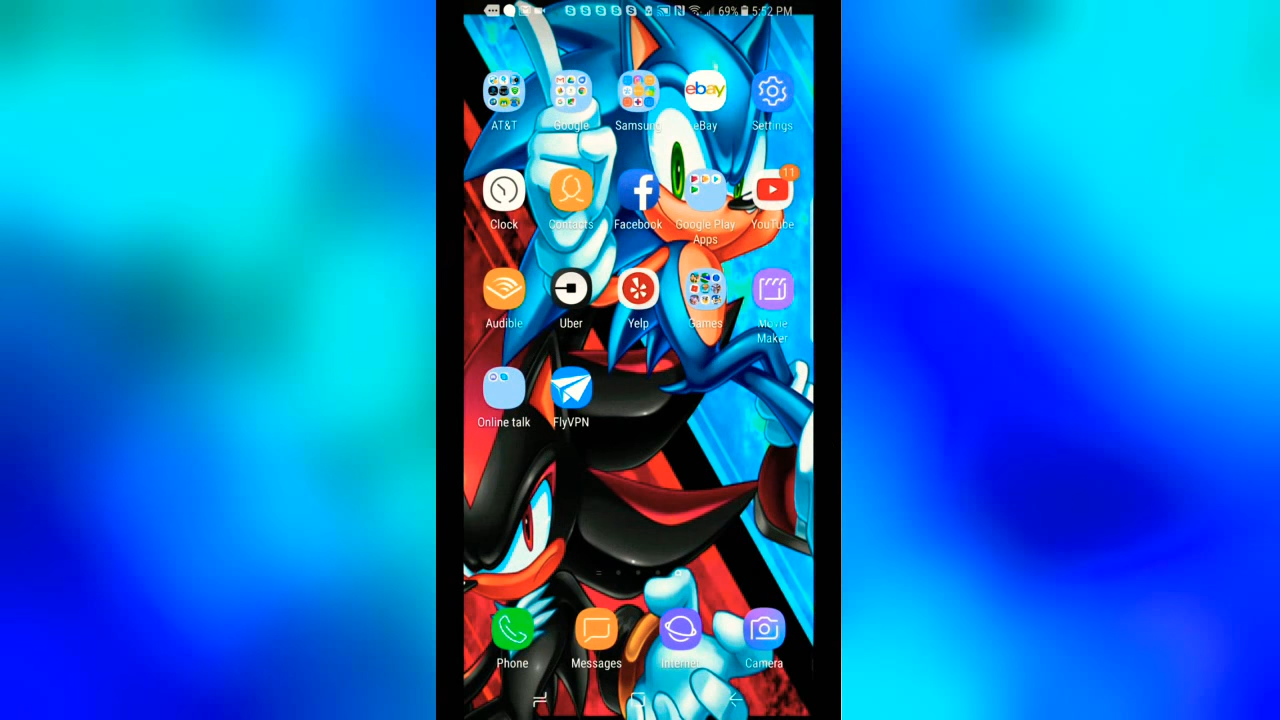 69% 5:52 PM
AT&T Google Samsung eBay Settings
ebay
11
Clock Contacts Facebook Google Play Apps YouTube
Audible Uber Yelp Games Movie Maker
Online talk FlyVPN
Phone Messages Internet Camera